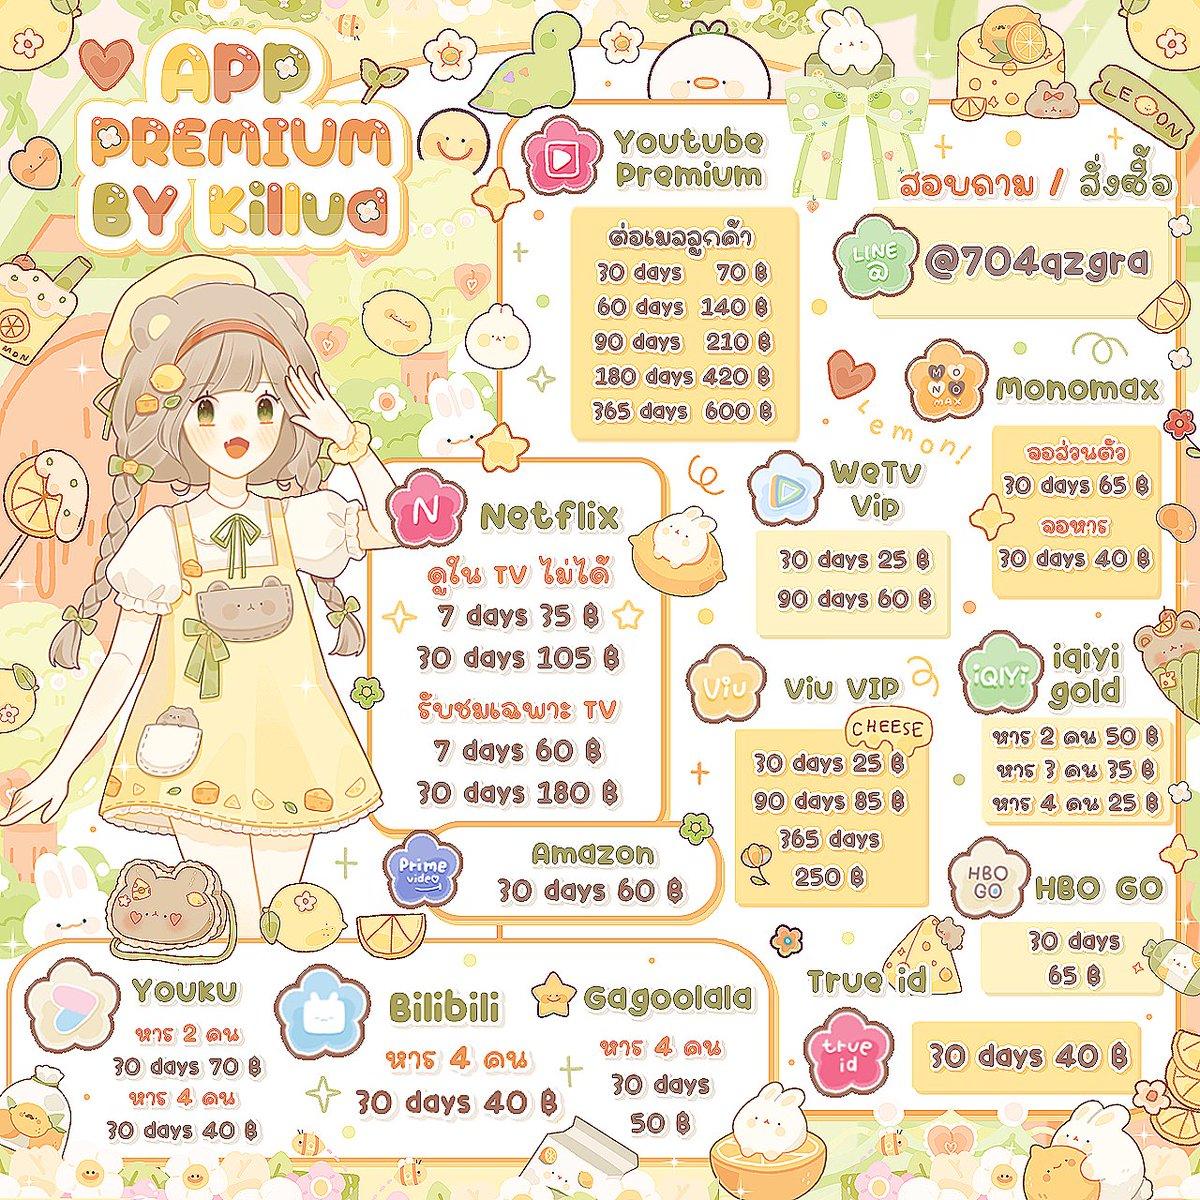 APP
PREMIUM
BY Killua
Youtube
Premium
ต่อเมลลูกค้า
30 days 70 ฿
60 days 140 ฿
90 days 210 ฿
180 days 420 ฿
365 days 600 ฿
LEMON
สอบถาม / สั่งซื้อ
LINE
@
@704qzgra
MONO
MAX
Monomax
จอส่วนตัว
30 days 65 ฿
จอหาร
30 days 40 ฿
Lemon!
WeTV
Vip
30 days 25 ฿
90 days 60 ฿
N
Netflix
ดูใน TV ไม่ได้
7 days 35 ฿
30 days 105 ฿
รับชมเฉพาะ TV
7 days 60 ฿
30 days 180 ฿
Viu
Viu VIP
CHEESE
30 days 25 ฿
90 days 85 ฿
365 days
250 ฿
iQIYI
iqiyi
gold
หาร 2 คน 50 ฿
หาร 3 คน 35 ฿
หาร 4 คน 25 ฿
prime
video
Amazon
30 days 60 ฿
HBO
GO
HBO GO
30 days
65 ฿
True id
true
id
30 days 40 ฿
Youku
หาร 2 คน
30 days 70 ฿
หาร 4 คน
30 days 40 ฿
Bilibili
หาร 4 คน
30 days 40 ฿
Gagoolala
หาร 4 คน
30 days
50 ฿